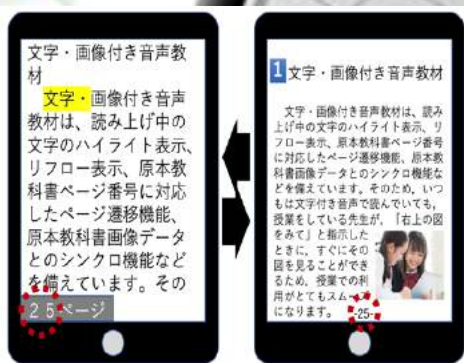 文字・画像付き音声教
材
文字・画像付き音声
教材は、読み上げ中の
文字のハイライト表示、
リフロー表示、原本教
科書ページ番号に対応
したページ遷移機能、
原本教科書画像データ
とのシンクロ機能など
を備えています。その
25ページ
1 文字・画像付き音声教材
文字・画像付き音声教材は、読み
上げ中の文字のハイライト表示、リ
フロー表示、原本教科書ページ番号
に対応したページ遷移機能、原本教
科書画像データとのシンクロ機能な
どを備えています。そのため、いつ
もは文字付き音声で読んでいても、
授業をしている先生が、「右上の図
をみて」と指示した
ときに、すぐにその
図を見ることができ
るため、授業での利
用がとてもスムーズ
になります。
-25-